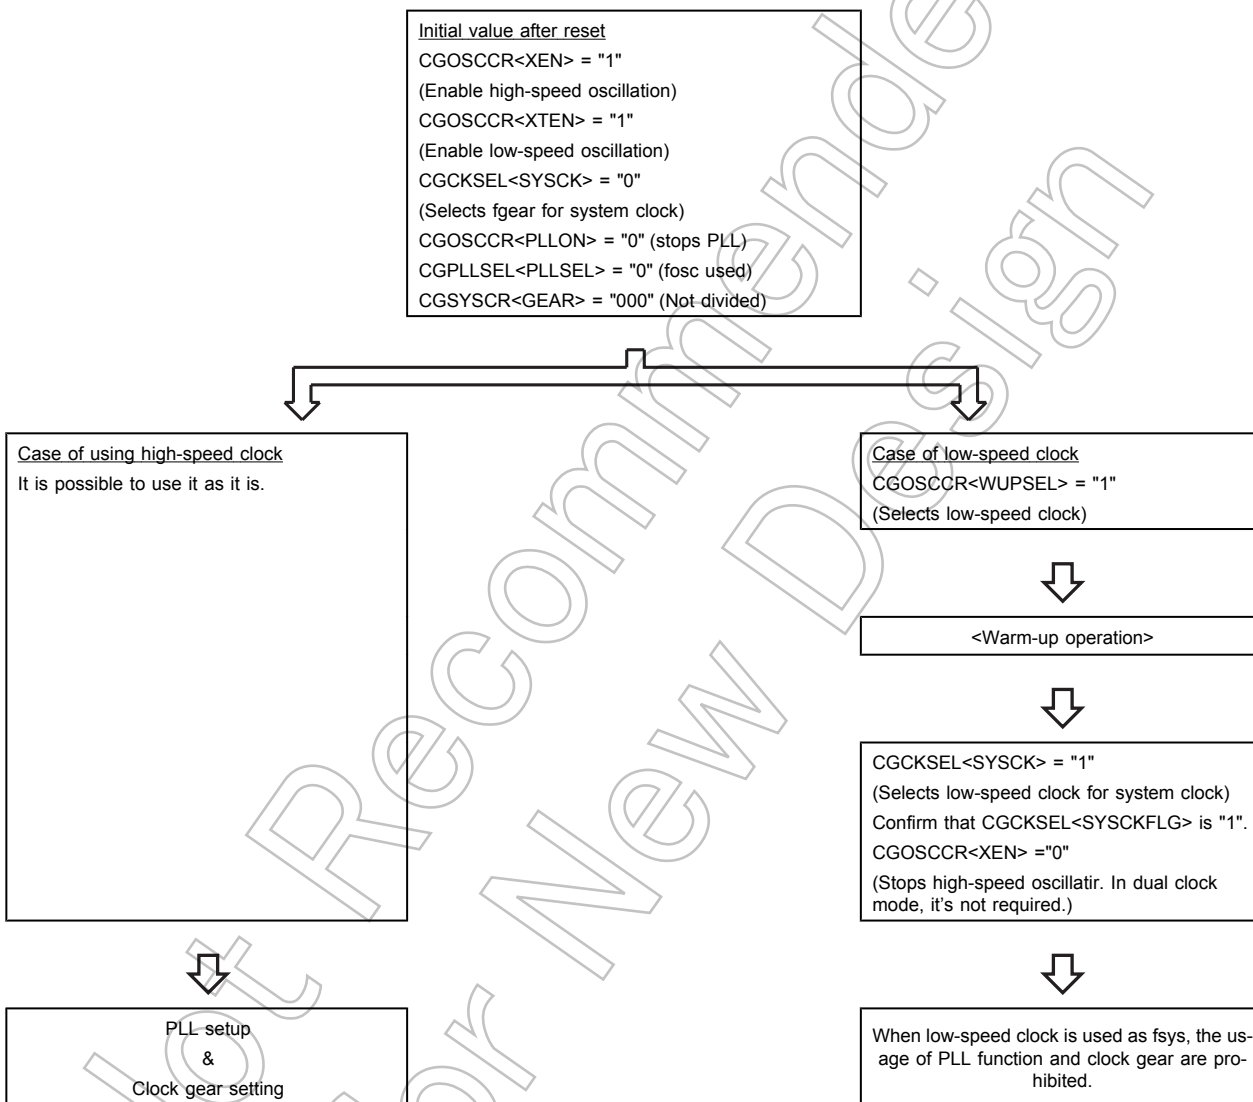 Initial value after reset
CGOSCCR<XEN> = "1"
(Enable high-speed oscillation)
CGOSCCR<XTEN> = "1"
(Enable low-speed oscillation)
CGCKSEL<SYSCK> = "0"
(Selects fgear for system clock)
CGOSCCR<PLLON> = "0" (stops PLL)
CGPLLSEL<PLLSEL> = "0" (fosc used)
CGSYSCR<GEAR> = "000" (Not divided)
Case of using high-speed clock
It is possible to use it as it is.
PLL setup
&
Clock gear setting
Case of low-speed clock
CGOSCCR<WUPSEL> = "1"
(Selects low-speed clock)
<Warm-up operation>
CGCKSEL<SYSCK> = "1"
(Selects low-speed clock for system clock)
Confirm that CGCKSEL<SYSCKFLG> is "1".
CGOSCCR<XEN> ="0"
(Stops high-speed oscillatir. In dual clock
mode, it's not required.)
When low-speed clock is used as fsys, the us-
age of PLL function and clock gear are pro-
hibited.
Not Recommended
for New Design